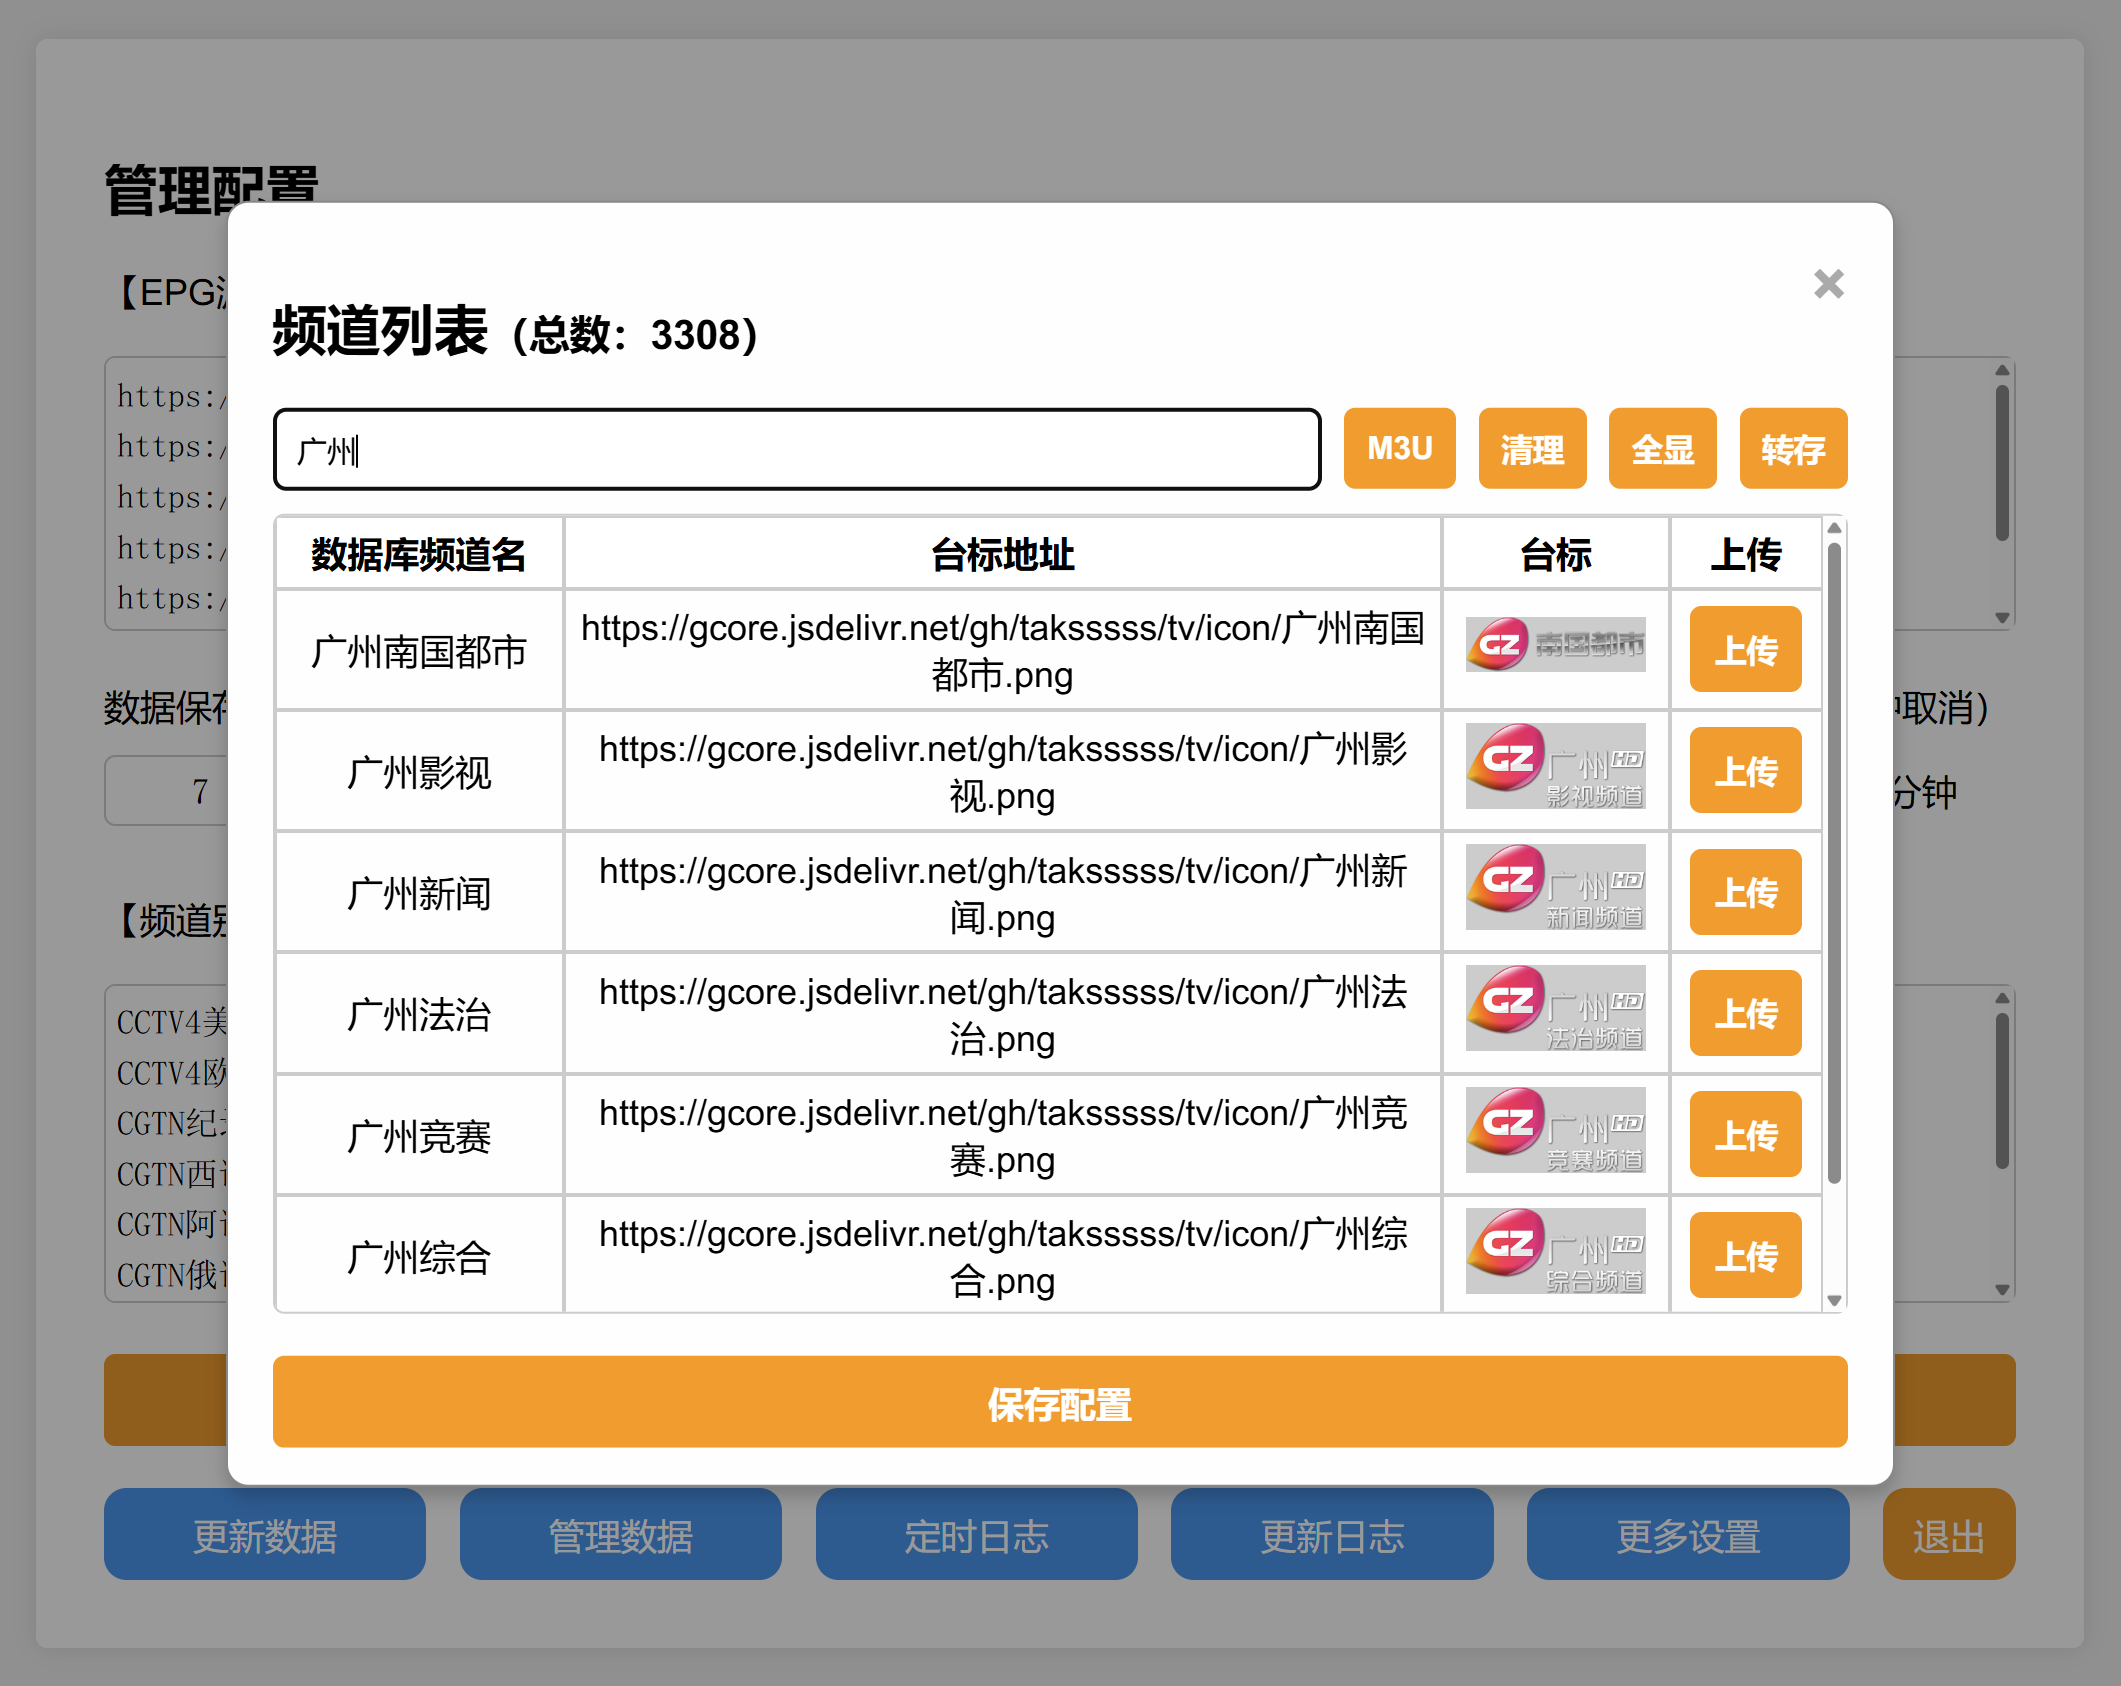 管理配置
【EPG
https:/
https:/
https:/
https:/
https:/
数据保存
取消）
7
分钟
【频道别
CCTV4美
CCTV4欧
CGTN纪
CGTN西
CGTN阿
CGTN俄
频道列表（总数：3308）
×
广州
M3U
清理
全显
转存
数据库频道名
台标地址
台标
上传
广州南国都市
https://gcore.jsdelivr.net/gh/taksssss/tv/icon/广州南国
都市.png
GZ 南国都市
上传
广州影视
https://gcore.jsdelivr.net/gh/taksssss/tv/icon/广州影
视.png
GZ 广州HD
影视频道
上传
广州新闻
https://gcore.jsdelivr.net/gh/taksssss/tv/icon/广州新
闻.png
GZ 广州HD
新闻频道
上传
广州法治
https://gcore.jsdelivr.net/gh/taksssss/tv/icon/广州法
治.png
GZ 广州HD
法治频道
上传
广州竞赛
https://gcore.jsdelivr.net/gh/taksssss/tv/icon/广州竞
赛.png
GZ 广州HD
竞赛频道
上传
广州综合
https://gcore.jsdelivr.net/gh/taksssss/tv/icon/广州综
合.png
GZ 广州HD
综合频道
上传
保存配置
更新数据
管理数据
定时日志
更新日志
更多设置
退出